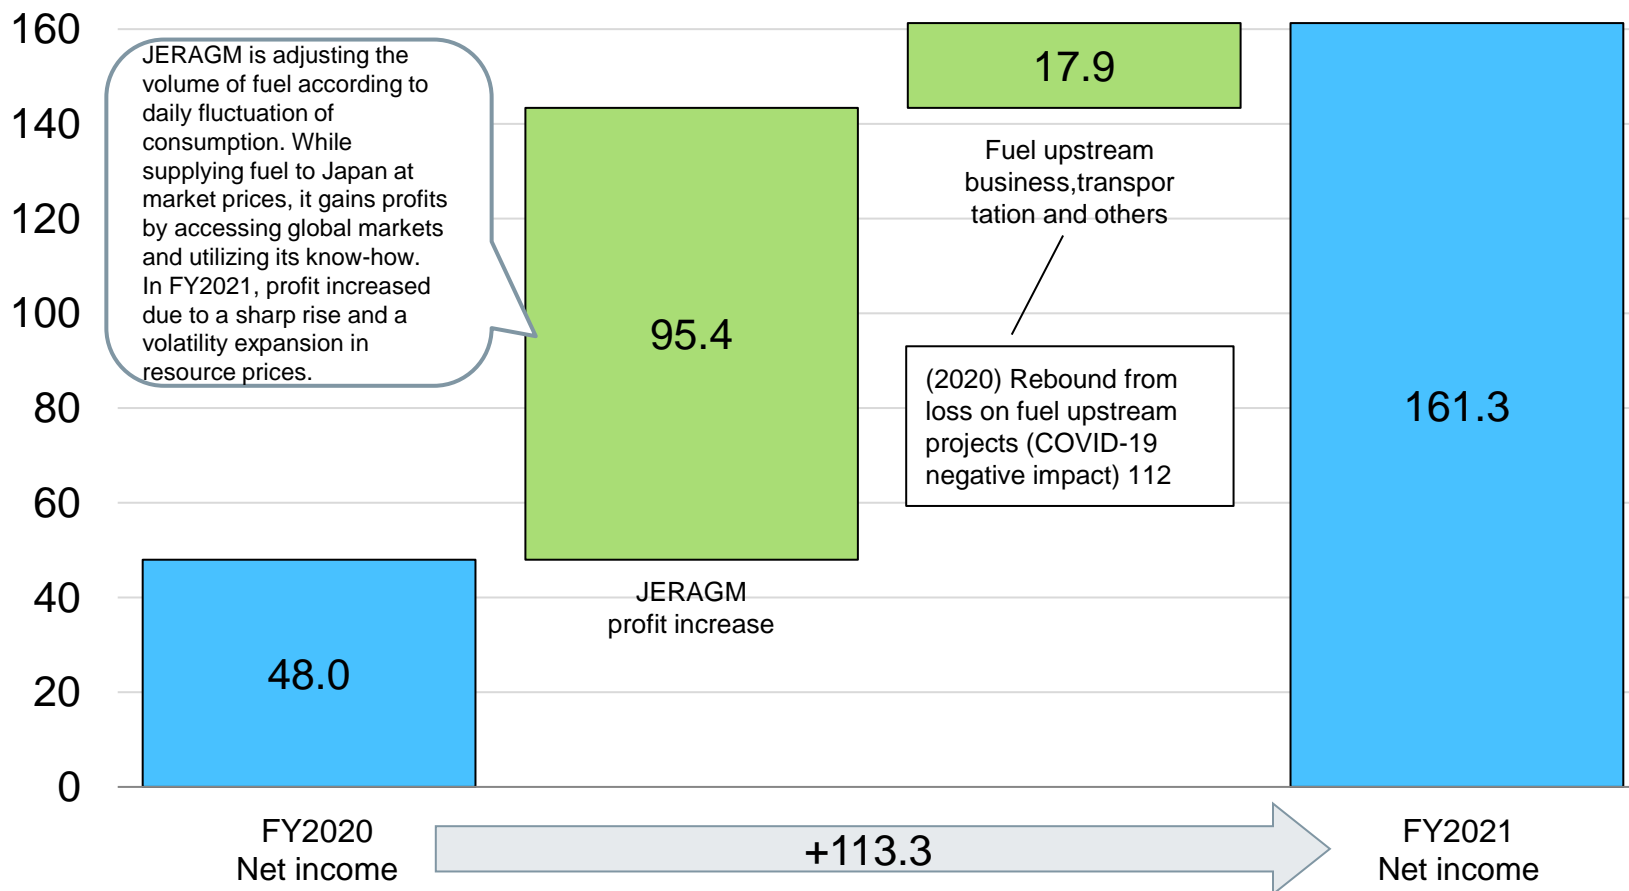 160
140
120
100
80
60
40
20
0
JERAGM is adjusting the
volume of fuel according to
daily fluctuation of
consumption. While
supplying fuel to Japan at
market prices, it gains profits
by accessing global markets
and utilizing its know-how.
In FY2021, profit increased
due to a sharp rise and a
volatility expansion in
resource prices.
48.0
95.4
JERAGM
profit increase
17.9
Fuel upstream
business,transpor
tation and others
(2020) Rebound from
loss on fuel upstream
projects (COVID-19
negative impact) 112
161.3
FY2020
Net income
+113.3
FY2021
Net income